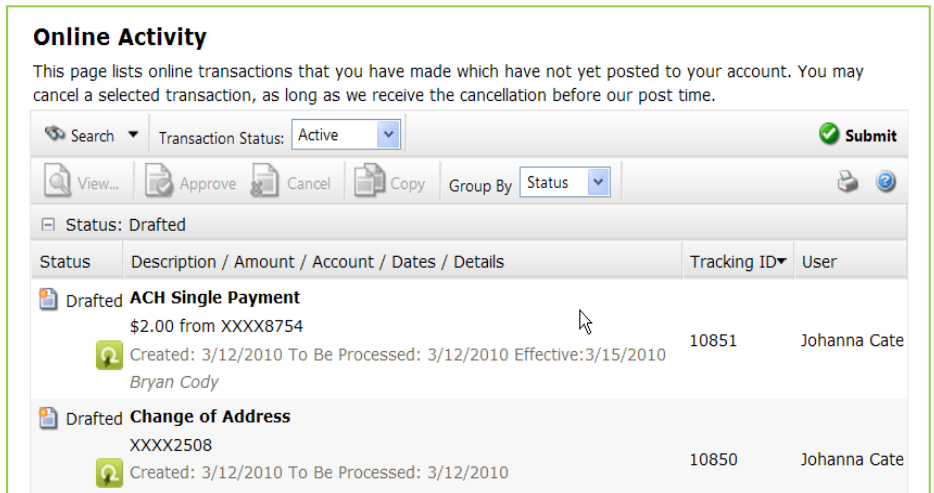 Online Activity
This page lists online transactions that you have made which have not yet posted to your account. You may
cancel a selected transaction, as long as we receive the cancellation before our post time.
Search Transaction Status: Active Submit
View... Approve Cancel Copy Group By Status
Status: Drafted
Status Description / Amount / Account / Dates / Details Tracking ID User
Drafted ACH Single Payment
$2.00 from XXXX8754
10851 Johanna Cate
Created: 3/12/2010 To Be Processed: 3/12/2010 Effective:3/15/2010
Bryan Cody
Drafted Change of Address
XXXX2508
10850 Johanna Cate
Created: 3/12/2010 To Be Processed: 3/12/2010